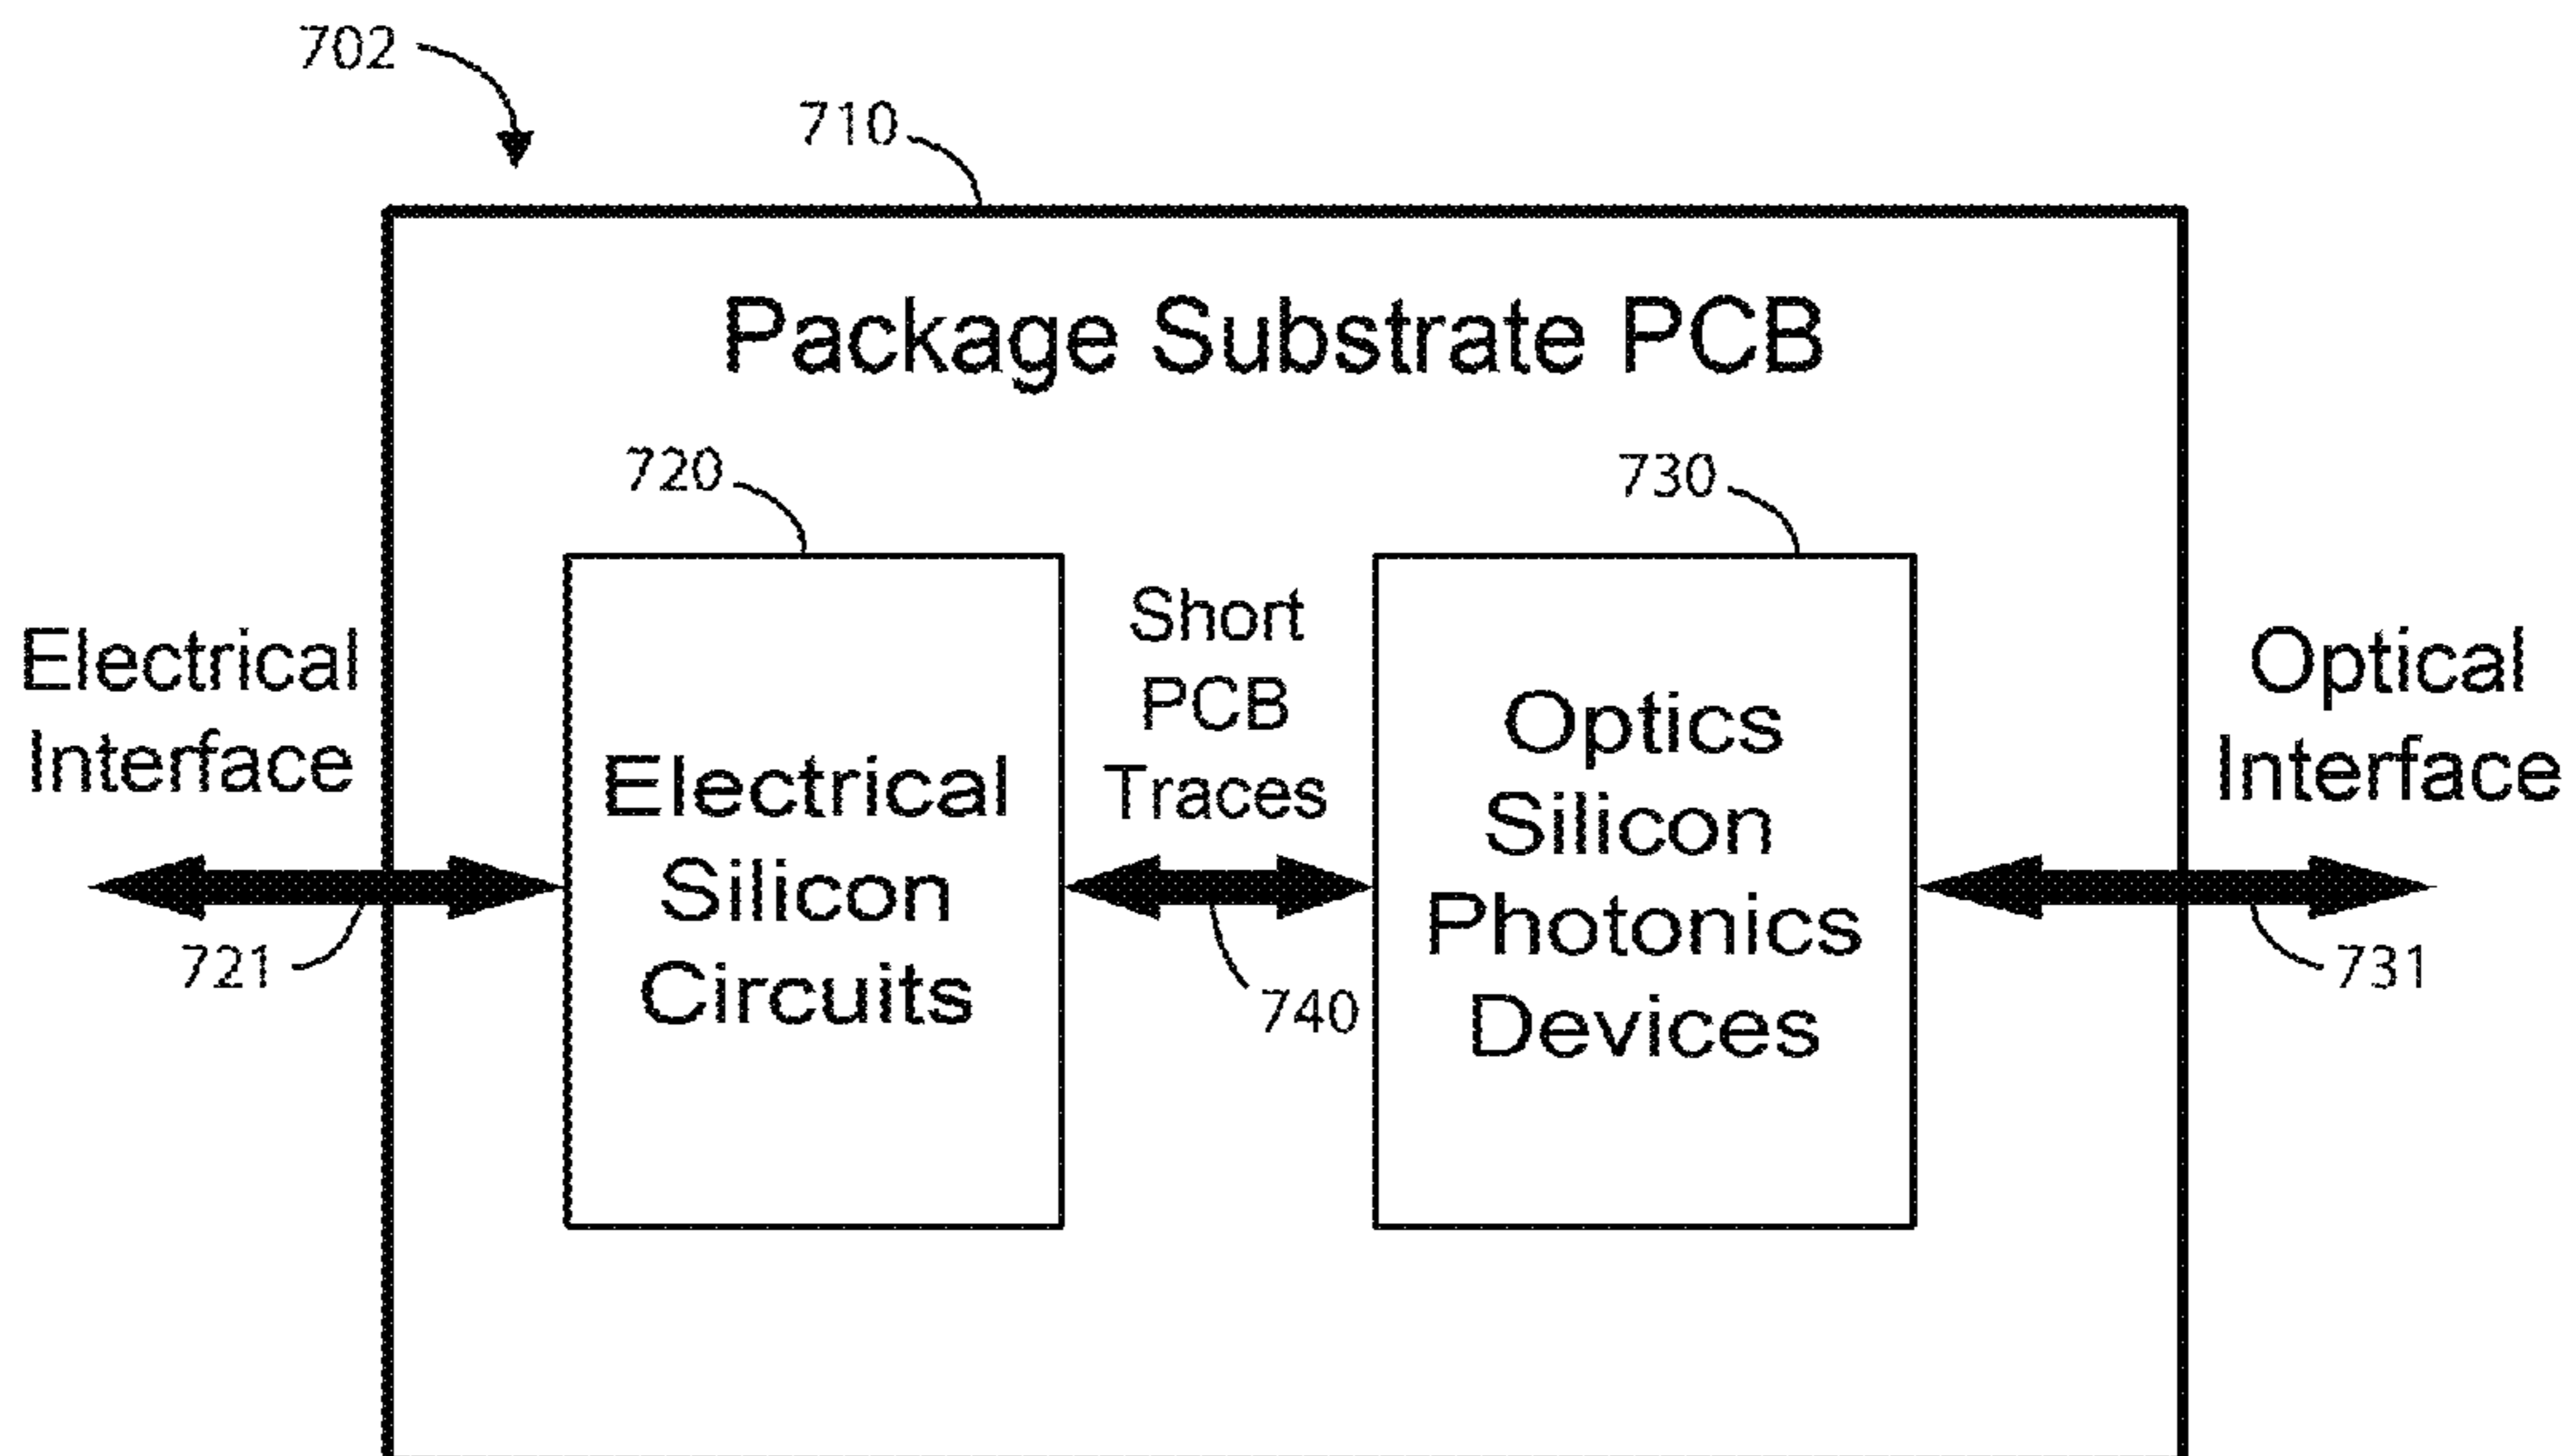 702
710
Package Substrate PCB
720
730
Electrical
Interface
721
Electrical
Silicon
Circuits
Short
PCB
Traces
740
Optics
Silicon
Photonics
Devices
Optical
Interface
731